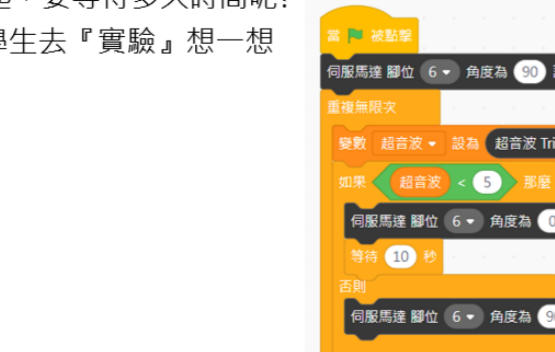 要等待多久時間呢?
學生去『實驗』想一想
當 被點擊
伺服馬達 腳位 6 角度為 90
重複無限次
變數 超音波 設為 超音波 Tri
如果 超音波 < 5 那麼
伺服馬達 腳位 6 角度為 0
等待 10 秒
否則
伺服馬達 腳位 6 角度為